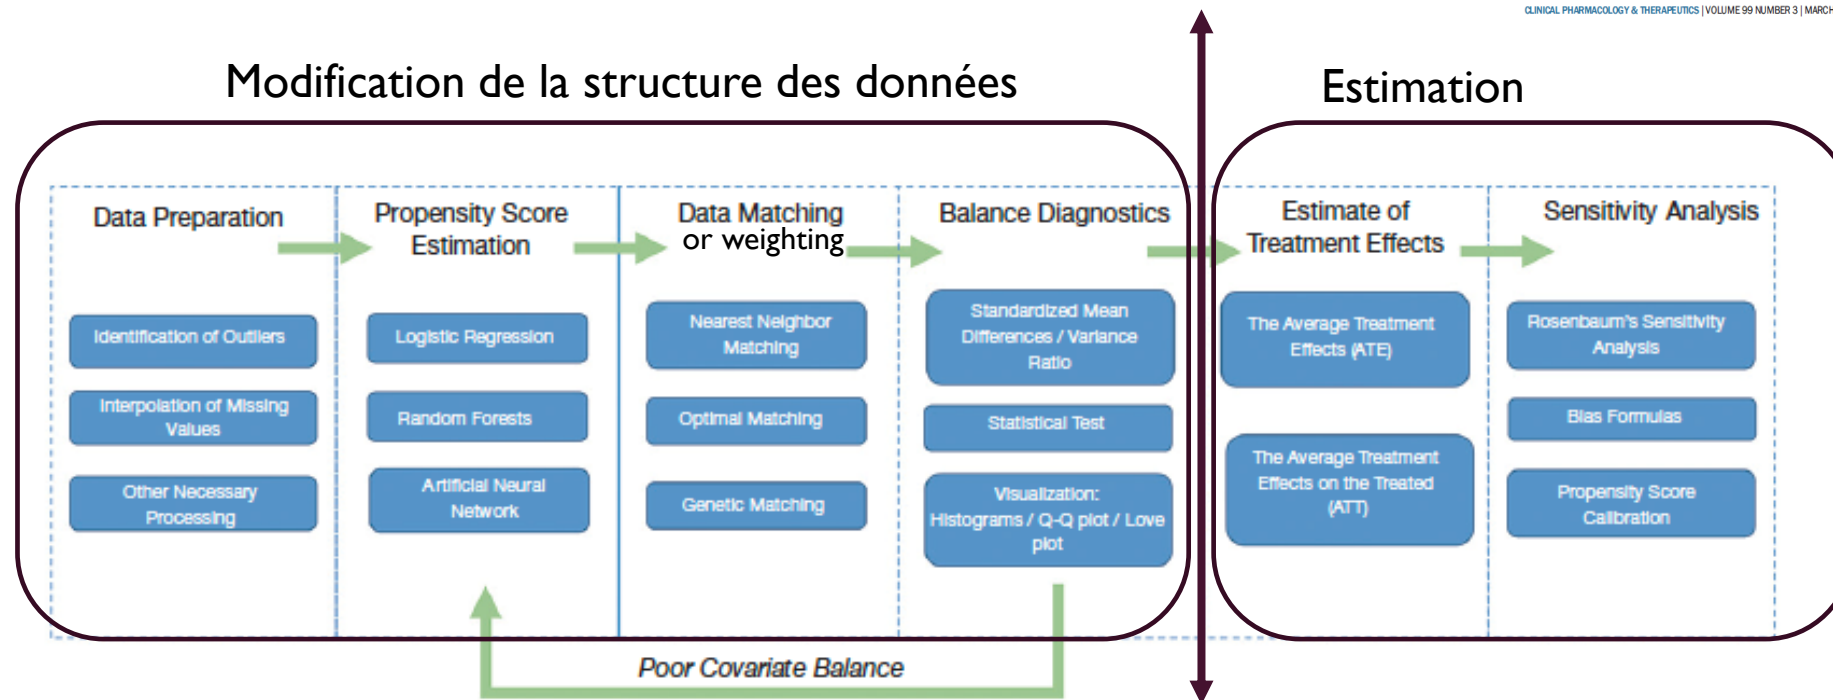 CLINICAL PHARMACOLOGY & THERAPEUTICS | VOLUME 99 NUMBER 3 | MARCH
Modification de la structure des données
Estimation
Data Preparation
Identification of Outliers
Interpolation of Missing
Values
Other Necessary
Processing
Propensity Score
Estimation
Logistic Regression
Random Forests
Artificial Neural
Network
Data Matching
or weighting
Nearest Neighbor
Matching
Optimal Matching
Genetic Matching
Balance Diagnostics
Standardized Mean
Differences / Variance
Ratio
Statistical Test
Visualization:
Histograms / Q-Q plot / Love
plot
Poor Covariate Balance
Estimate of
Treatment Effects
The Average Treatment
Effects (ATE)
The Average Treatment
Effects on the Treated
(ATT)
Sensitivity Analysis
Rosenbaum's Sensitivity
Analysis
Bias Formulas
Propensity Score
Calibration